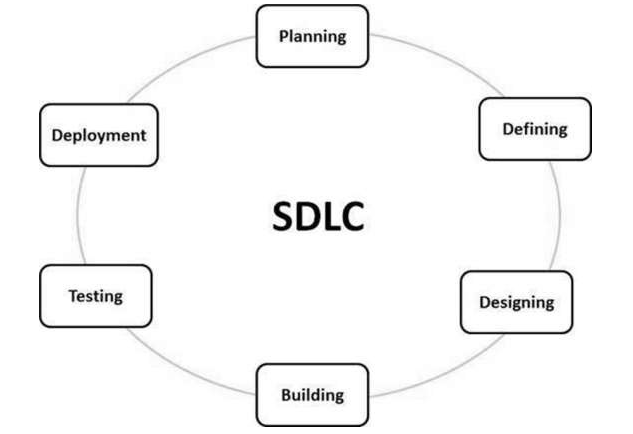 Planning
Defining
Designing
Building
Testing
Deployment
SDLC